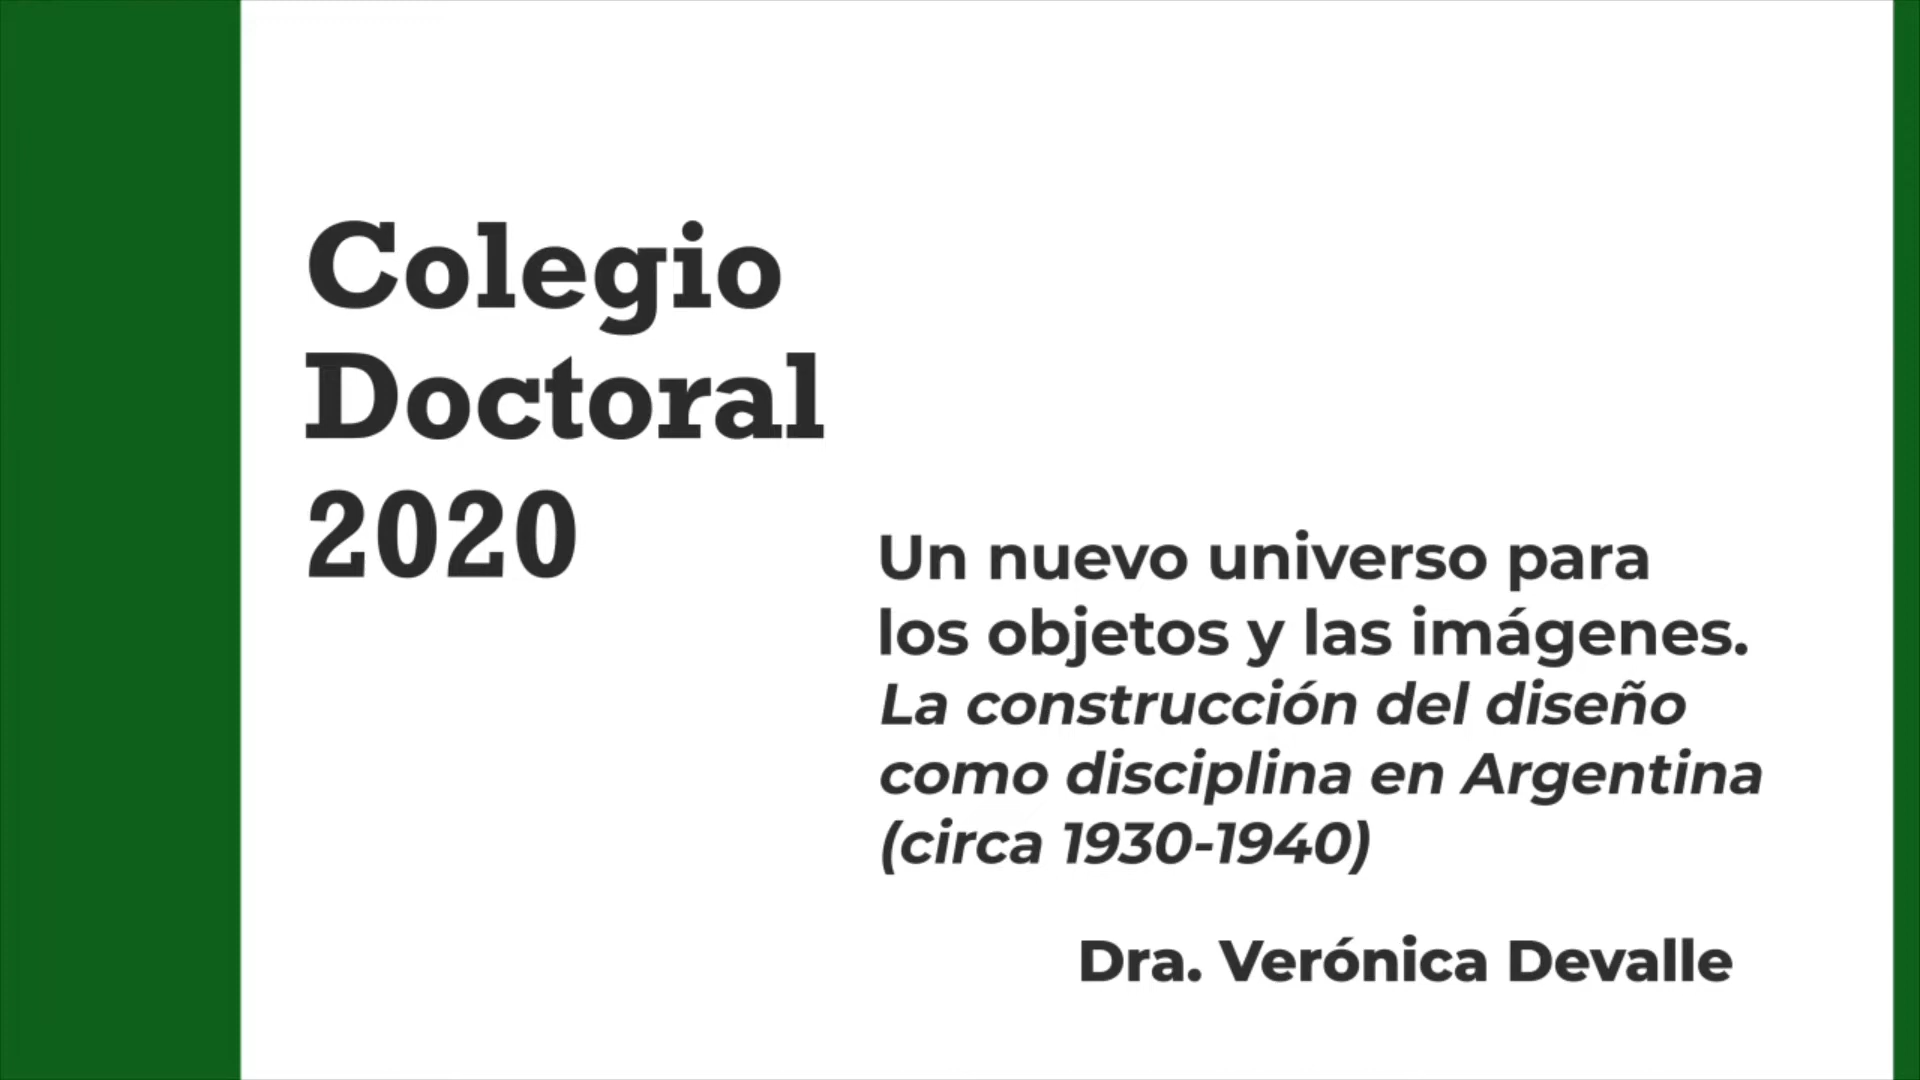 Colegio
Doctoral
2020
Un nuevo universo para
los objetos y las imágenes.
La construcción del diseño
como disciplina en Argentina
(circa 1930-1940)
Dra. Verónica Devalle